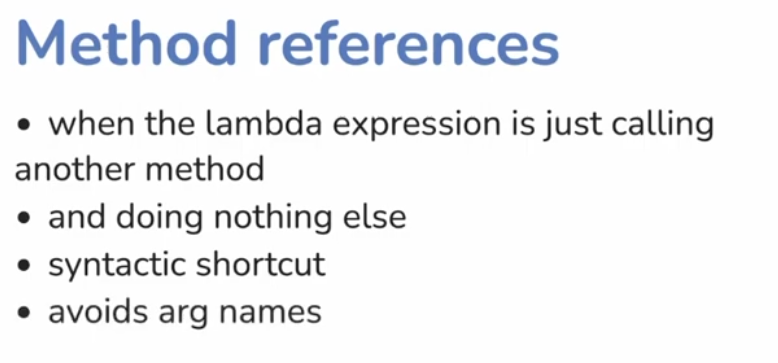 Method references
• when the lambda expression is just calling
another method
• and doing nothing else
• syntactic shortcut
• avoids arg names